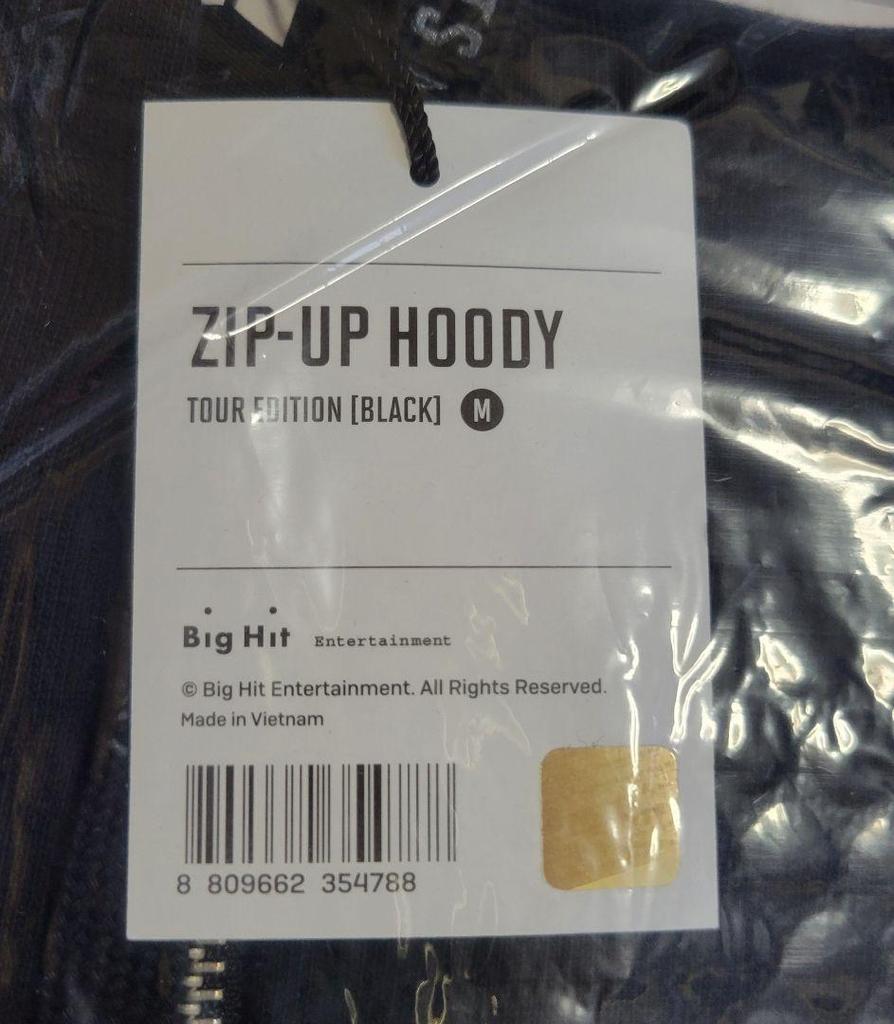 ZIP-UP HOODY
TOUR EDITION [BLACK] M
Big Hit Entertainment
© Big Hit Entertainment. All Rights Reserved.
Made in Vietnam
8 809662 354788